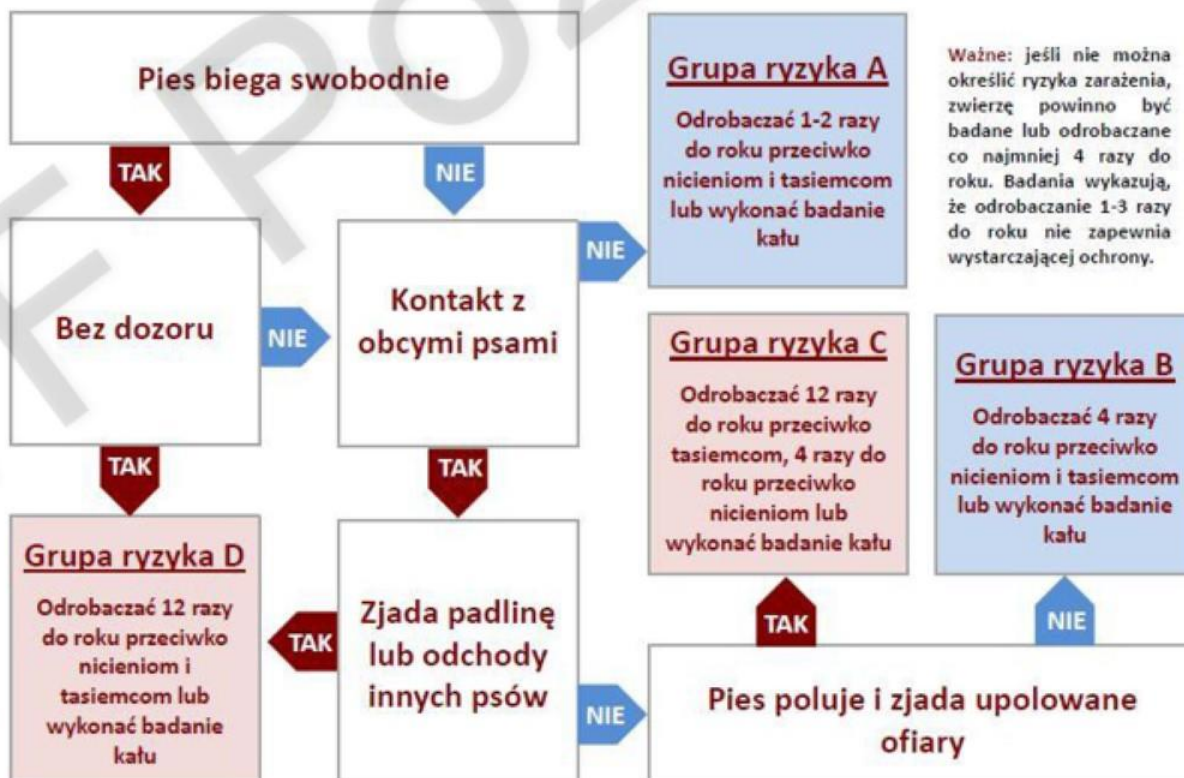 Pies biega swobodnie
TAK
NIE
Grupa ryzyka A
Odrobaczać 1-2 razy
do roku przeciwko
nicieniom i tasiemcom
lub wykonać badanie
kału
Ważne: jeśli nie można
określić ryzyka zarażenia,
zwierzę powinno być
badane lub odrobaczane
co najmniej 4 razy do
roku. Badania wykazują,
że odrobaczanie 1-3 razy
do roku nie zapewnia
wystarczającej ochrony.
Bez dozoru
NIE
Kontakt z
obcymi psami
NIE
TAK
TAK
Grupa ryzyka C
Odrobaczać 12 razy
do roku przeciwko
tasiemcom, 4 razy do
roku przeciwko
nicieniom lub
wykonać badanie kału
Grupa ryzyka B
Odrobaczać 4 razy
do roku przeciwko
nicieniom i tasiemcom
lub wykonać badanie
kału
Grupa ryzyka D
Odrobaczać 12 razy
do roku przeciwko
nicieniom i
tasiemcom lub
wykonać badanie
kału
TAK
Zjada padlinę
lub odchody
innych psów
NIE
TAK
NIE
Pies poluje i zjada upolowane
ofiary